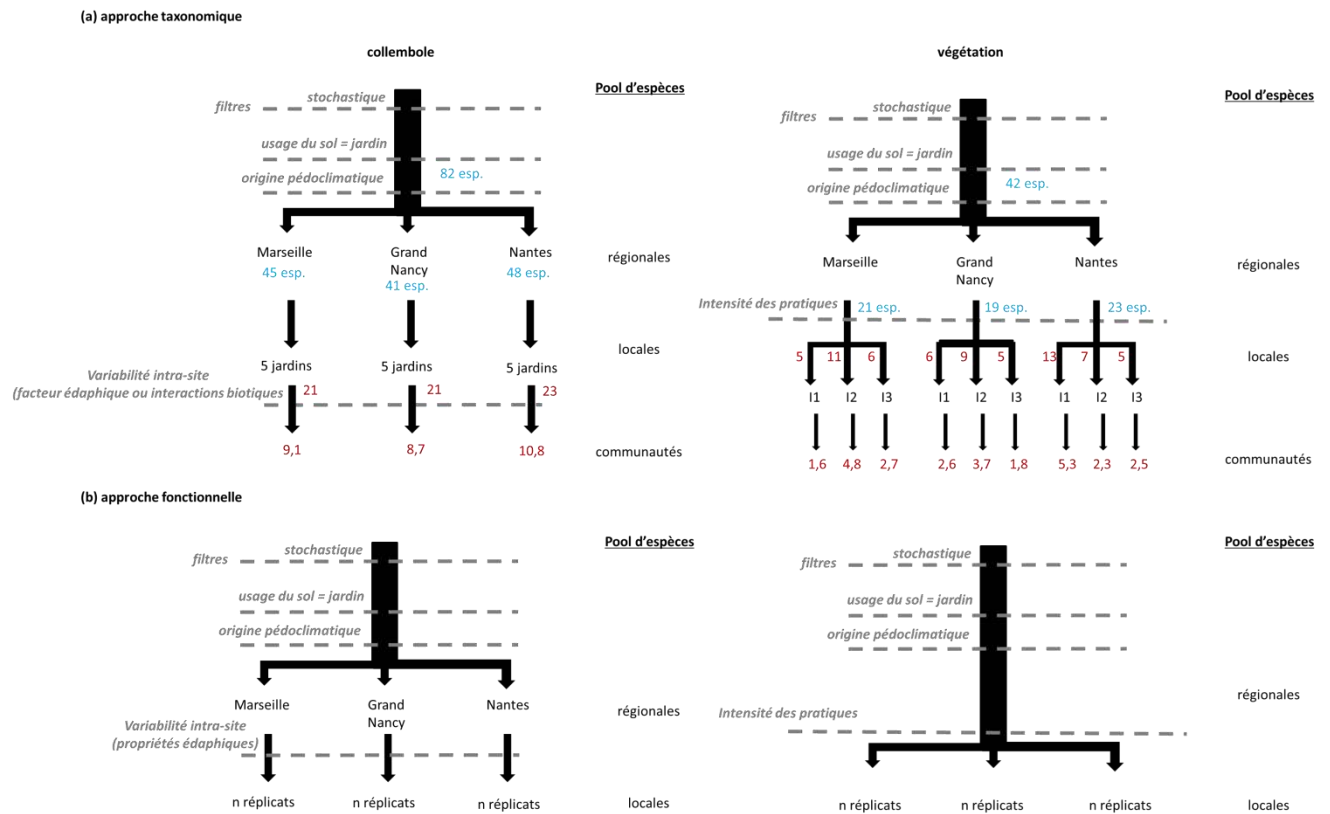 (a) approche taxonomique
collembole
végétation
Pool d'espèces
stochastique
filtres
usage du sol = jardin
82 esp.
origine pédoclimatique
Marseille
Grand
Nancy
Nantes
45 esp.
41 esp.
48 esp.
régionales
5 jardins
5 jardins
5 jardins
locales
Variabilité intra-site
(facteur édaphique ou interactions biotiques
21
21
23
9,1
8,7
10,8
communautés
Pool d'espèces
stochastique
filtres
usage du sol = jardin
42 esp.
origine pédoclimatique
Marseille
Grand
Nancy
Nantes
régionales
Intensité des pratiques
21 esp.
19 esp.
23 esp.
5 11 6
6 9 5
13 7 5
locales
I1 I2 I3
I1 I2 I3
I1 I2 I3
1,6 4,8 2,7
2,6 3,7 1,8
5,3 2,3 2,5
communautés
(b) approche fonctionnelle
Pool d'espèces
stochastique
filtres
usage du sol = jardin
origine pédoclimatique
Marseille
Grand
Nancy
Nantes
régionales
Variabilité intra-site
(propriétés édaphiques)
n réplicats
n réplicats
n réplicats
locales
Pool d'espèces
stochastique
filtres
usage du sol = jardin
origine pédoclimatique
régionales
Intensité des pratiques
n réplicats
n réplicats
n réplicats
locales